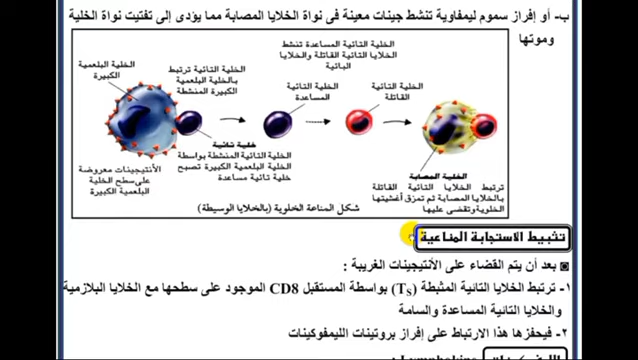 ب- أو إفراز سموم ليمفاوية تنشط جينات معينة فى نواة الخلايا المصابة مما يؤدى إلى تفتيت نواة الخلية
وموتها
الخلية البلعمية
الكبيرة
الخلية التائية ترتبط
بالخلية البلعمية
الكبيرة المنشطة
الخلية التائية المساعدة تنشط
الخلايا التائية القاتلة والخلايا
البائية
الخلية التائية
المساعدة
الخلية التائية
القاتلة
خلية تائية
الخلية التائية المنشطة بواسطة
الخلية البلعمية الكبيرة تصبح
خلية تائية مساعدة
الأنتيجينات معروضة
على سطح الخلية
البلعمية الكبيرة
الخلية المصابة
ترتبط الخلايا التائية القاتلة
بالخلايا المصابة ثم تمزق أغشيتها
الخلوية وتقضى عليها
شكل المناعة الخلوية (بالخلايا الوسيطة)
تثبيط الاستجابة المناعية
بعد أن يتم القضاء على الأنتيجينات الغريبة :
١- ترتبط الخلايا التائية المثبطة (TS) بواسطة المستقبل CD8 الموجود على سطحها مع الخلايا البلازمية
والخلايا التائية المساعدة والسامة
٢- فيحفزها هذا الارتباط على إفراز بروتينات الليمفوكينات
: Lymphokines